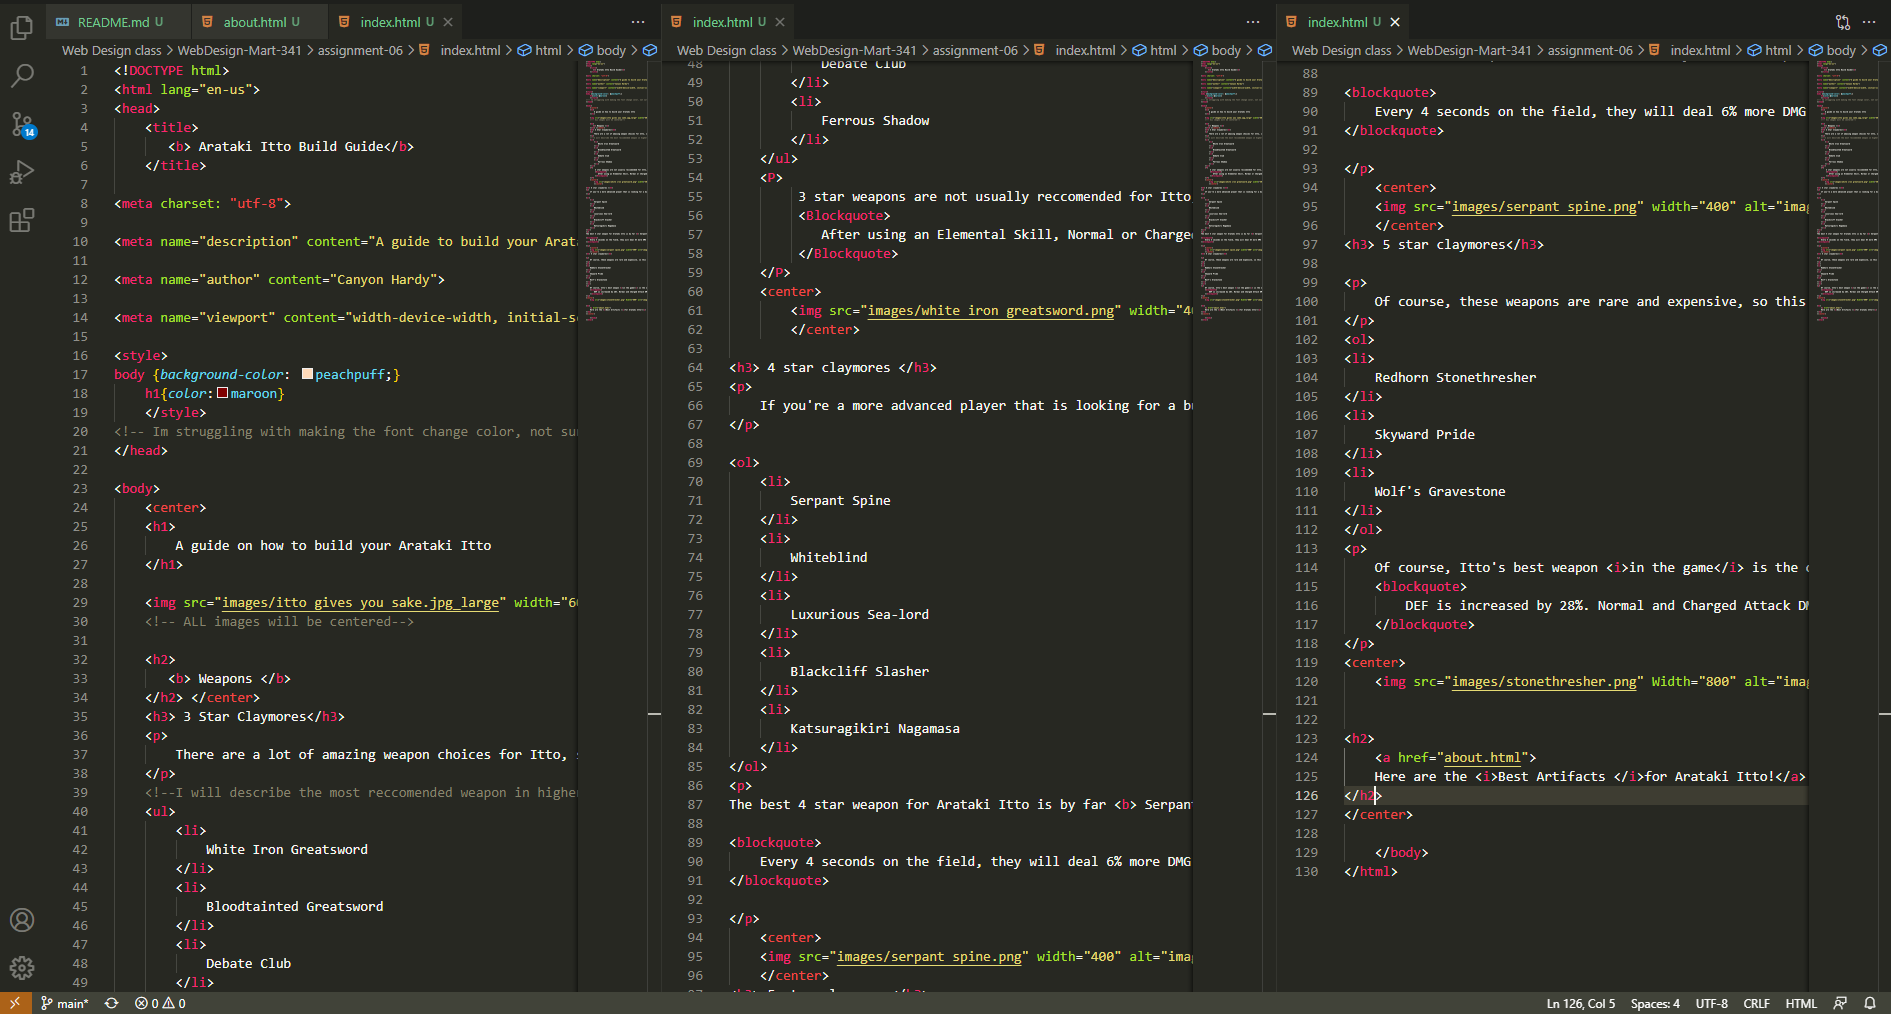 README.md U
about.html U
index.html U
index.html U
index.html U
Web Design class > WebDesign-Mart-341 > assignment-06 > index.html > html > body >
Web Design class > WebDesign-Mart-341 > assignment-06 > index.html > html > body >
Web Design class > WebDesign-Mart-341 > assignment-06 > index.html > html > body >
1 <!DOCTYPE html>
2 <html lang="en-us">
3 <head>
4 <title>
5 <b> Arataki Itto Build Guide</b>
6 </title>
7
8 <meta charset: "utf-8">
9
10 <meta name="description" content="A guide to build your Arat
11
12 <meta name="author" content="Canyon Hardy">
13
14 <meta name="viewport" content="width-device-width, initial-s
15
16 <style>
17 body {background-color: peachpuff;}
18 h1{color: maroon}
19 </style>
20 <!-- Im struggling with making the font change color, not su
21 </head>
22
23 <body>
24 <center>
25 <h1>
26 A guide on how to build your Arataki Itto
27 </h1>
28
29 <img src="images/itto gives you sake.jpg_large" width="60
30 <!-- ALL images will be centered-->
31
32 <h2>
33 <b> Weapons </b>
34 </h2> </center>
35 <h3> 3 Star Claymores</h3>
36 <p>
37 There are a lot of amazing weapon choices for Itto,
38 </p>
39 <!--I will describe the most reccomended weapon in highe
40 <ul>
41 <li>
42 White Iron Greatsword
43 </li>
44 <li>
45 Bloodtainted Greatsword
46 </li>
47 <li>
48 Debate Club
49 </li>
48 Debate Club
49 </li>
50 <li>
51 Ferrous Shadow
52 </li>
53 </ul>
54 <P>
55 3 star weapons are not usually reccomended for Itto
56 <Blockquote>
57 After using an Elemental Skill, Normal or Charge
58 </Blockquote>
59 </P>
60 <center>
61 <img src="images/white iron greatsword.png" width="40
62 </center>
63
64 <h3> 4 star claymores </h3>
65 <p>
66 If you're a more advanced player that is looking for a b
67 </p>
68
69 <ol>
70 <li>
71 Serpant Spine
72 </li>
73 <li>
74 Whiteblind
75 </li>
76 <li>
77 Luxurious Sea-lord
78 </li>
79 <li>
80 Blackcliff Slasher
81 </li>
82 <li>
83 Katsuragikiri Nagamasa
84 </li>
85 </ol>
86 <p>
87 The best 4 star weapon for Arataki Itto is by far <b> Serpan
88
89 <blockquote>
90 Every 4 seconds on the field, they will deal 6% more DMG
91 </blockquote>
92
93 </p>
94 <center>
95 <img src="images/serpant spine.png" width="400" alt="ima
96 </center>
88
89 <blockquote>
90 Every 4 seconds on the field, they will deal 6% more DMG
91 </blockquote>
92
93 </p>
94 <center>
95 <img src="images/serpant spine.png" width="400" alt="ima
96 </center>
97 <h3> 5 star claymores</h3>
98
99 <p>
100 Of course, these weapons are rare and expensive, so this
101 </p>
102 <ol>
103 <li>
104 Redhorn Stonethresher
105 </li>
106 <li>
107 Skyward Pride
108 </li>
109 <li>
110 Wolf's Gravestone
111 </li>
112 </ol>
113 <p>
114 Of course, Itto's best weapon <i>in the game</i> is the
115 <blockquote>
116 DEF is increased by 28%. Normal and Charged Attack DM
117 </blockquote>
118 </p>
119 <center>
120 <img src="images/stonethresher.png" Width="800" alt="ima
121
122
123 <h2>
124 <a href="about.html">
125 Here are the <i>Best Artifacts </i>for Arataki Itto!</a>
126 </h2>
127 </center>
128
129 </body>
130 </html>
14
main* 0 0
Ln 126, Col 5 Spaces: 4 UTF-8 CRLF HTML